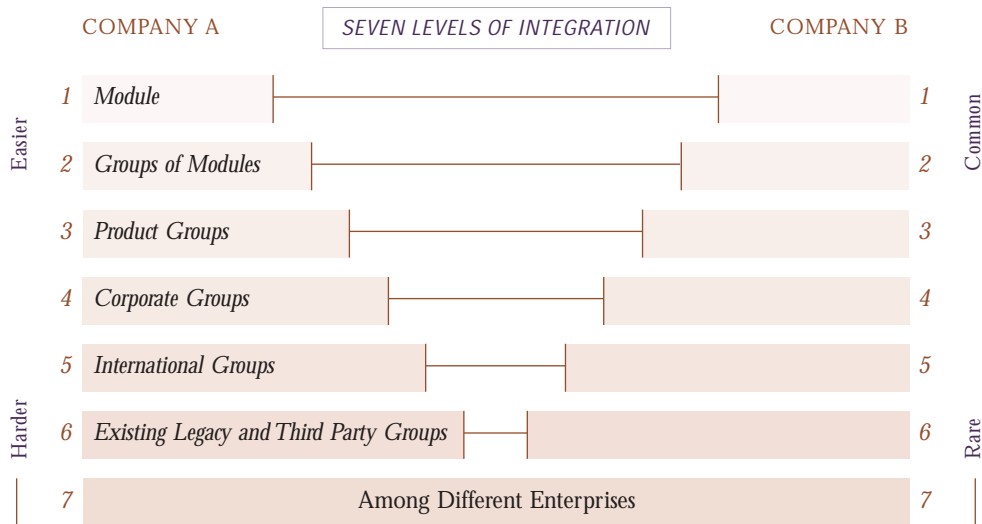 COMPANY A
SEVEN LEVELS OF INTEGRATION
COMPANY B
1 Module 1
2 Groups of Modules 2
3 Product Groups 3
4 Corporate Groups 4
5 International Groups 5
6 Existing Legacy and Third Party Groups 6
7 Among Different Enterprises 7
Easier
Harder
Common
Rare